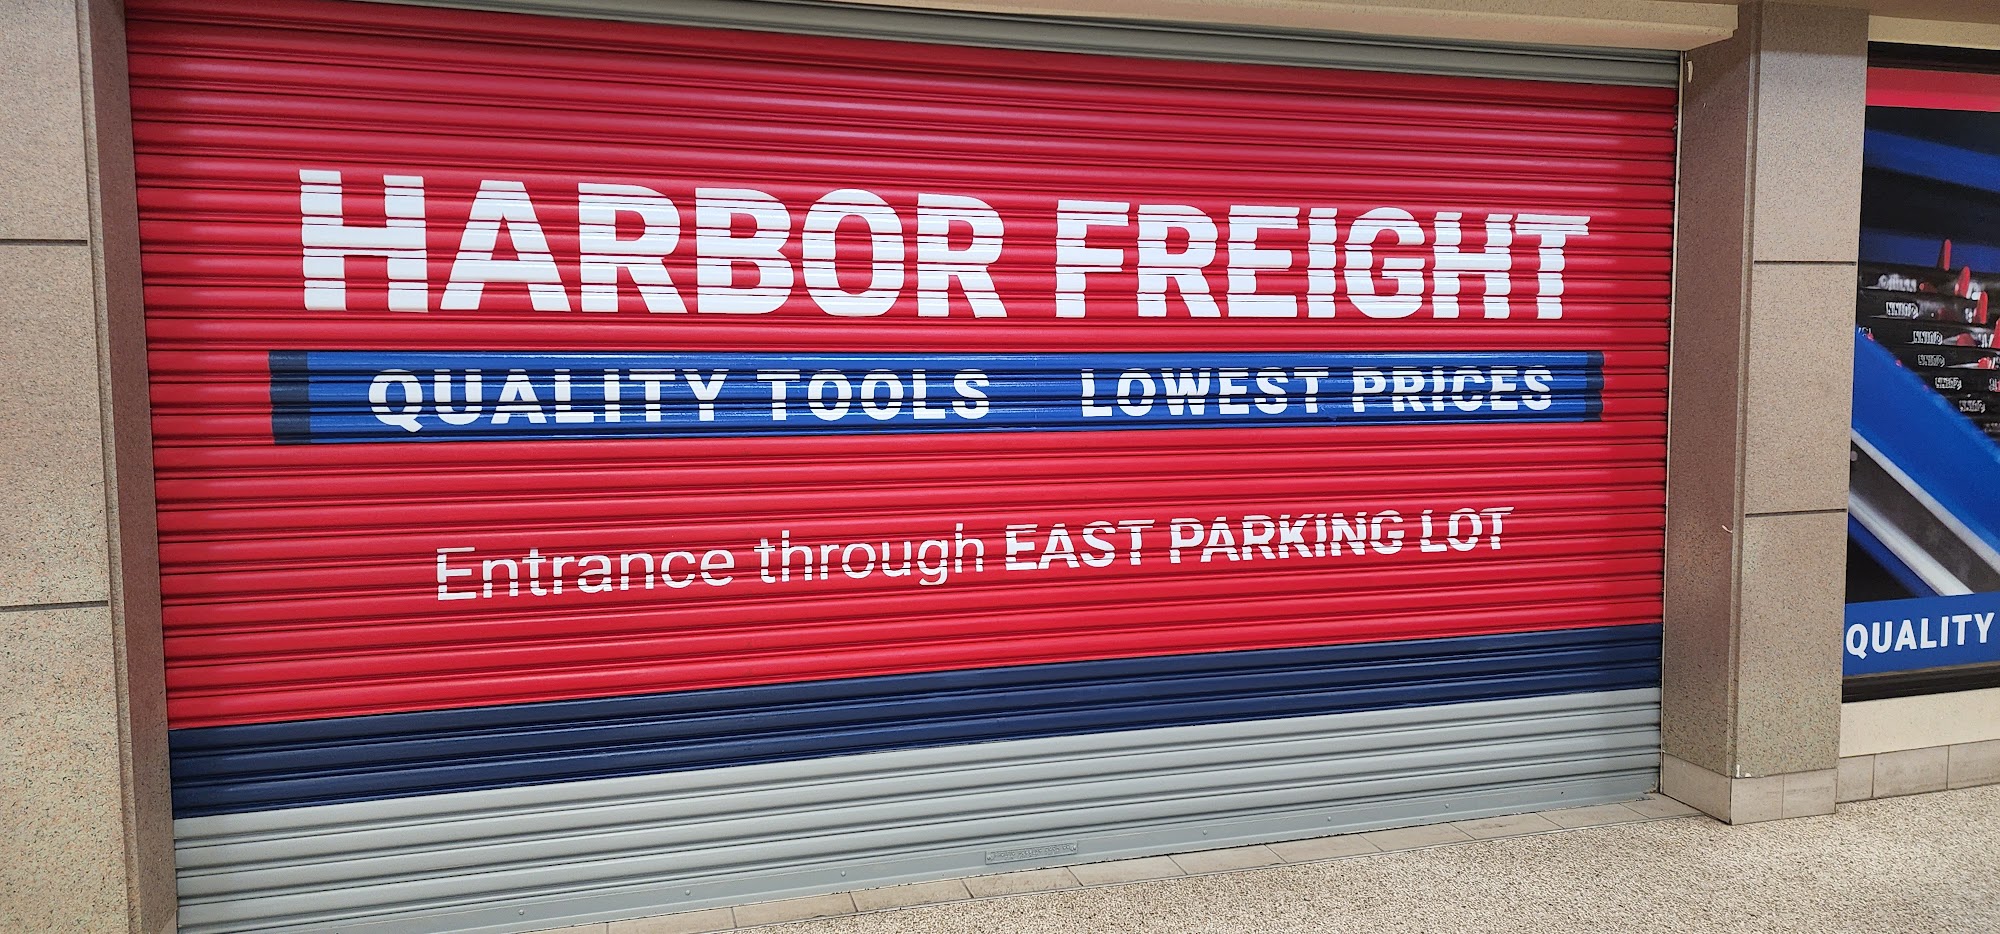 HARBOR FREIGHT
QUALITY TOOLS LOWEST PRICES
Entrance through EAST PARKING LOT
QUALITY